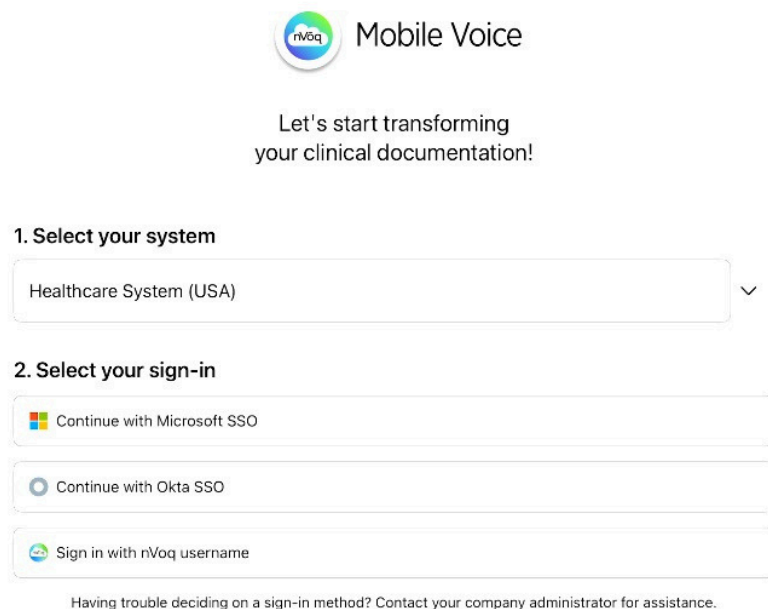 nVōq
Mobile Voice
Let's start transforming
your clinical documentation!
1. Select your system
Healthcare System (USA)
2. Select your sign-in
Continue with Microsoft SSO
Continue with Okta SSO
Sign in with nVoq username
Having trouble deciding on a sign-in method? Contact your company administrator for assistance.